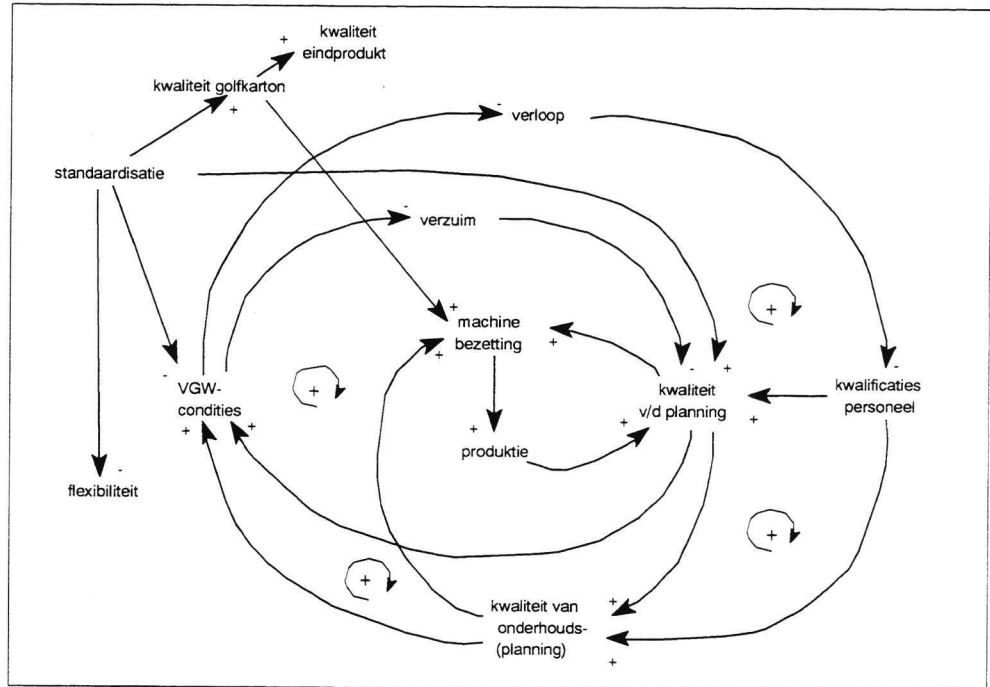 +
kwaliteit
eindprodukt
kwaliteit golfkarton
+
-
verloop
standaardisatie
-
verzuim
+
machine
bezetting
+
+
+
-
VGW-
condities
+
+
+
-
+
kwaliteit
v/d planning
+
+
-
kwalificaties
personeel
+
produktie
-
flexibiliteit
+
+
+
kwaliteit van
onderhouds-
(planning)
+